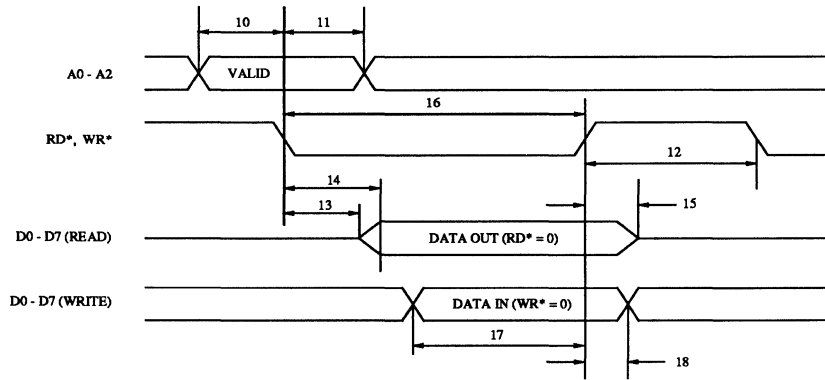 10
11
A0 - A2
VALID
16
RD*, WR*
12
14
13
15
D0 - D7 (READ)
DATA OUT (RD* = 0)
D0 - D7 (WRITE)
DATA IN (WR* = 0)
17
18